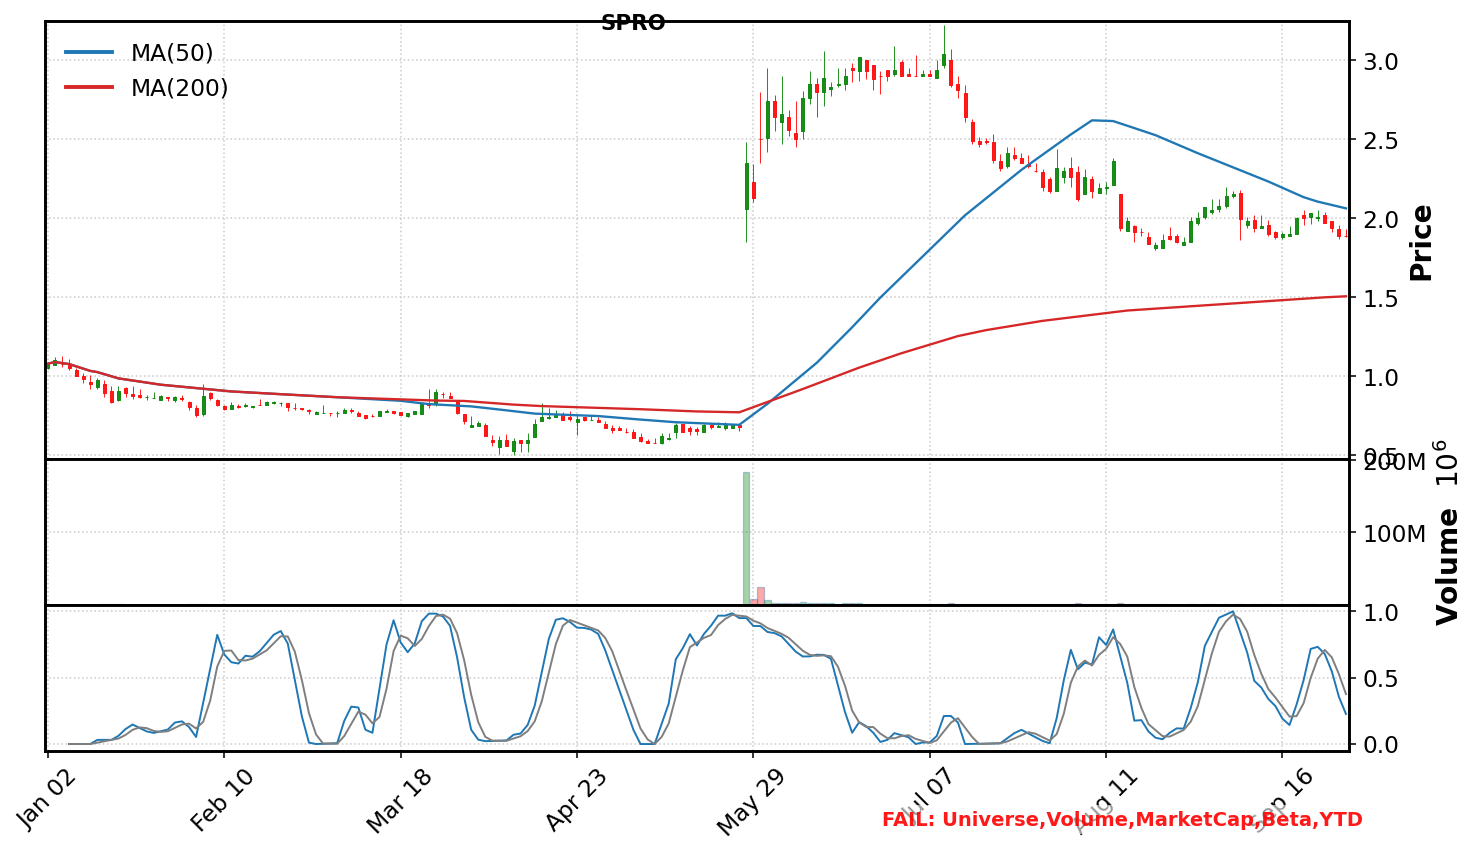 SPRO
MA(50)
MA(200)
3.0
2.5
2.0
1.5
1.0
0.5
Price
200M
100M
Volume 10^6
1.0
0.5
0.0
Jan 02
Feb 10
Mar 18
Apr 23
May 29
Jul 07
Aug 11
Sep 16
FAIL: Universe,Volume,MarketCap,Beta,YTD